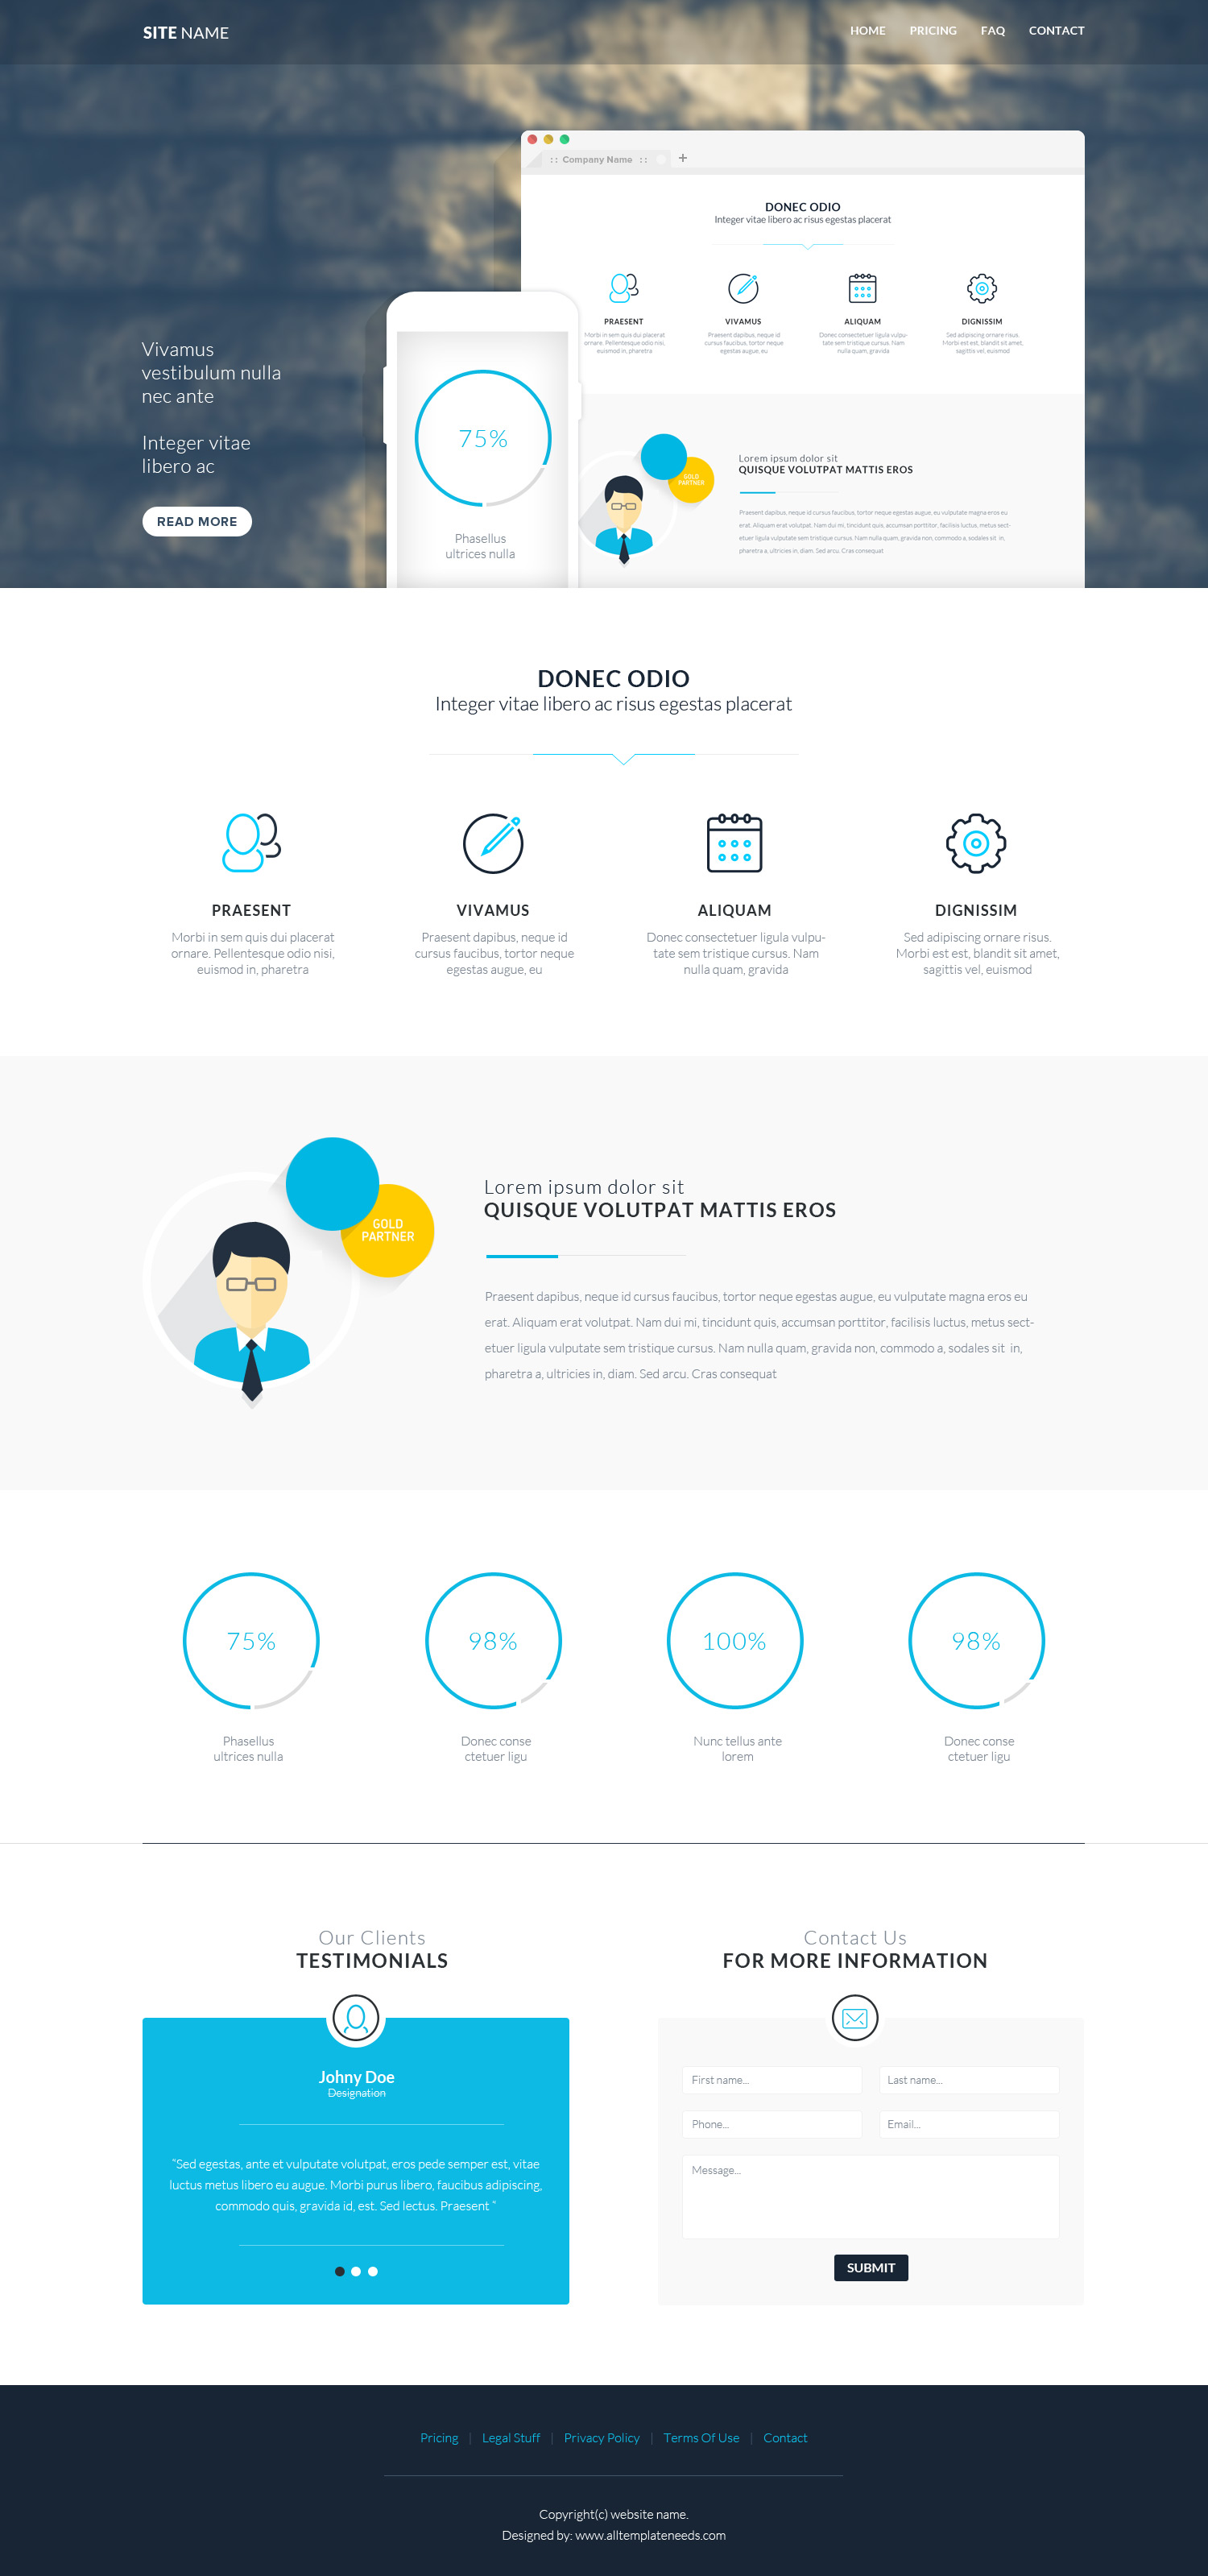 SITE NAME
HOME PRICING FAQ CONTACT
:: Company Name :: +
DONEC ODIO
Integer vitae libero ac risus egestas placerat
PRAESENT
Morbi in sem quis dui placerat
ornare. Pellentesque odio nisi,
euismod in, pharetra
VIVAMUS
Praesent dapibus, neque id
cursus faucibus, tortor neque
egestas augue, eu
ALIQUAM
Donec consectetuer ligula vulpu-
tate sem tristique cursus. Nam
nulla quam, gravida
DIGNISSIM
Sed adipiscing ornare risus.
Morbi est est, blandit sit amet,
sagittis vel, euismod
Vivamus
vestibulum nulla
nec ante
Integer vitae
libero ac
READ MORE
75%
Phasellus
ultrices nulla
GOLD
PARTNER
Lorem ipsum dolor sit
QUISQUE VOLUTPAT MATTIS EROS
Praesent dapibus, neque id cursus faucibus, tortor neque egestas augue, eu vulputate magna eros eu
erat. Aliquam erat volutpat. Nam dui mi, tincidunt quis, accumsan porttitor, facilisis luctus, metus sect-
etuer ligula vulputate sem tristique cursus. Nam nulla quam, gravida non, commodo a, sodales sit in,
pharetra a, ultricies in, diam. Sed arcu. Cras consequat
DONEC ODIO
Integer vitae libero ac risus egestas placerat
PRAESENT
Morbi in sem quis dui placerat
ornare. Pellentesque odio nisi,
euismod in, pharetra
VIVAMUS
Praesent dapibus, neque id
cursus faucibus, tortor neque
egestas augue, eu
ALIQUAM
Donec consectetuer ligula vulpu-
tate sem tristique cursus. Nam
nulla quam, gravida
DIGNISSIM
Sed adipiscing ornare risus.
Morbi est est, blandit sit amet,
sagittis vel, euismod
GOLD
PARTNER
Lorem ipsum dolor sit
QUISQUE VOLUTPAT MATTIS EROS
Praesent dapibus, neque id cursus faucibus, tortor neque egestas augue, eu vulputate magna eros eu
erat. Aliquam erat volutpat. Nam dui mi, tincidunt quis, accumsan porttitor, facilisis luctus, metus sect-
etuer ligula vulputate sem tristique cursus. Nam nulla quam, gravida non, commodo a, sodales sit in,
pharetra a, ultricies in, diam. Sed arcu. Cras consequat
75%
Phasellus
ultrices nulla
98%
Donec conse
ctetuer ligu
100%
Nunc tellus ante
lorem
98%
Donec conse
ctetuer ligu
Our Clients
TESTIMONIALS
Johny Doe
Designation
“Sed egestas, ante et vulputate volutpat, eros pede semper est, vitae
luctus metus libero eu augue. Morbi purus libero, faucibus adipiscing,
commodo quis, gravida id, est. Sed lectus. Praesent “
Contact Us
FOR MORE INFORMATION
First name...
Last name...
Phone...
Email...
Message...
SUBMIT
Pricing | Legal Stuff | Privacy Policy | Terms Of Use | Contact
Copyright(c) website name.
Designed by: www.alltemplateneeds.com